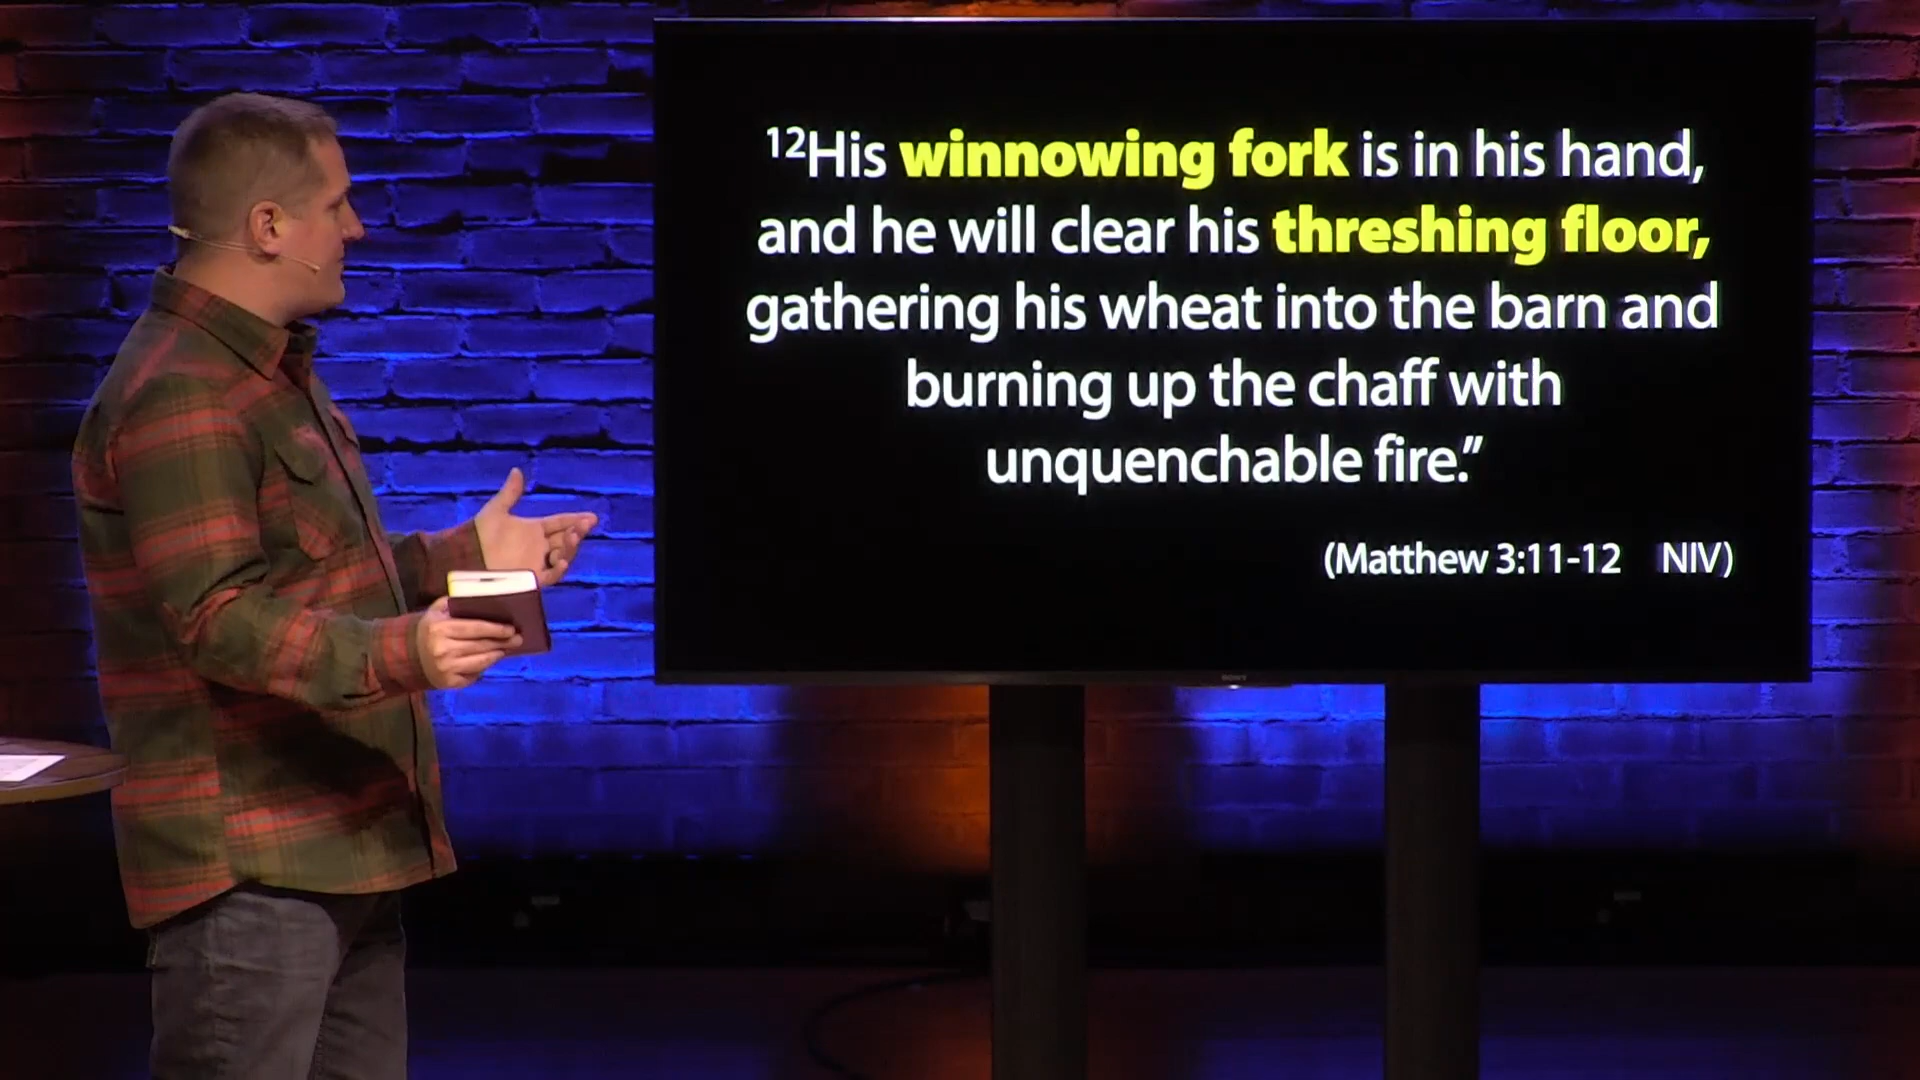 12His winnowing fork is in his hand,
and he will clear his threshing floor,
gathering his wheat into the barn and
burning up the chaff with
unquenchable fire.”
(Matthew 3:11-12 NIV)
SONY